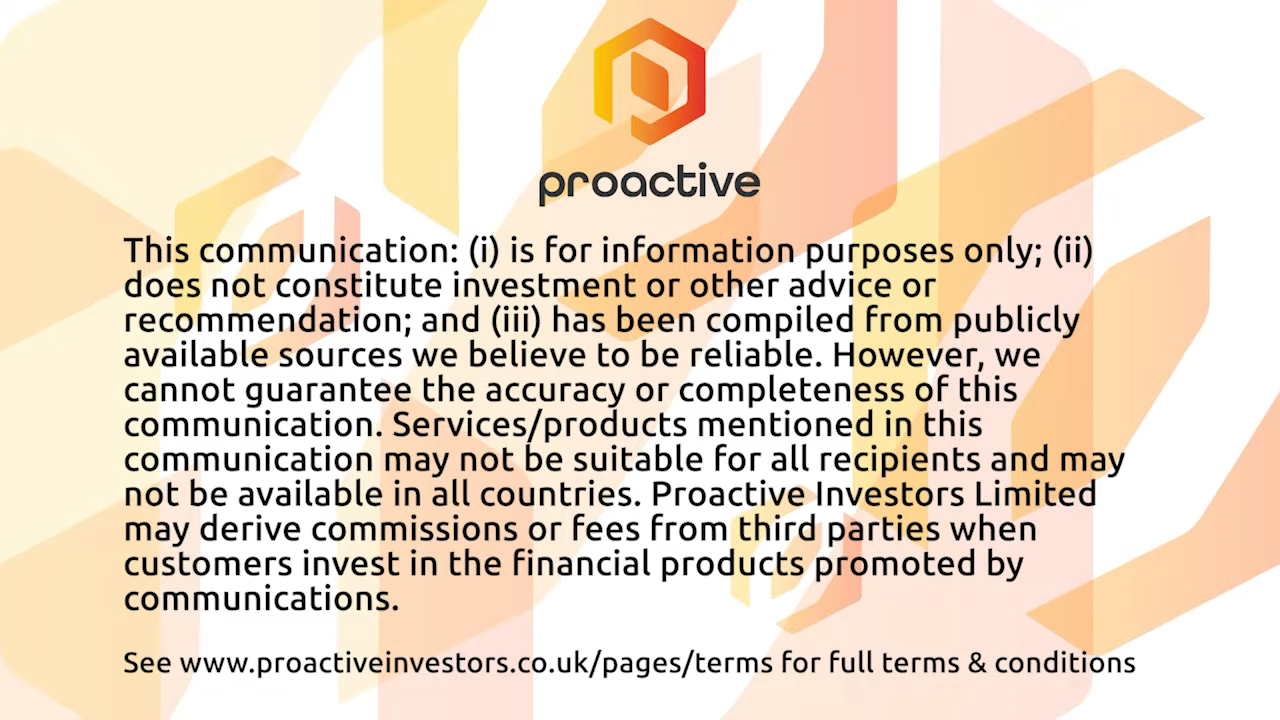 proactive
This communication: (i) is for information purposes only; (ii)
does not constitute investment or other advice or
recommendation; and (iii) has been compiled from publicly
available sources we believe to be reliable. However, we
cannot guarantee the accuracy or completeness of this
communication. Services/products mentioned in this
communication may not be suitable for all recipients and may
not be available in all countries. Proactive Investors Limited
may derive commissions or fees from third parties when
customers invest in the financial products promoted by
communications.
See www.proactiveinvestors.co.uk/pages/terms for full terms & conditions